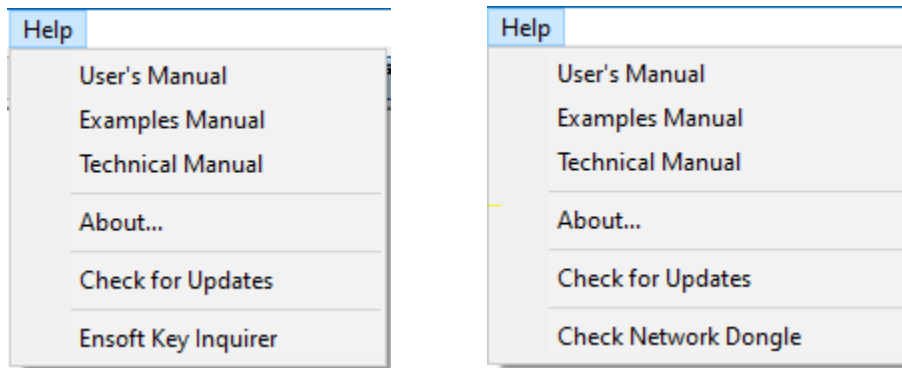 Help
User's Manual
Examples Manual
Technical Manual
About...
Check for Updates
Ensoft Key Inquirer
Help
User's Manual
Examples Manual
Technical Manual
About...
Check for Updates
Check Network Dongle